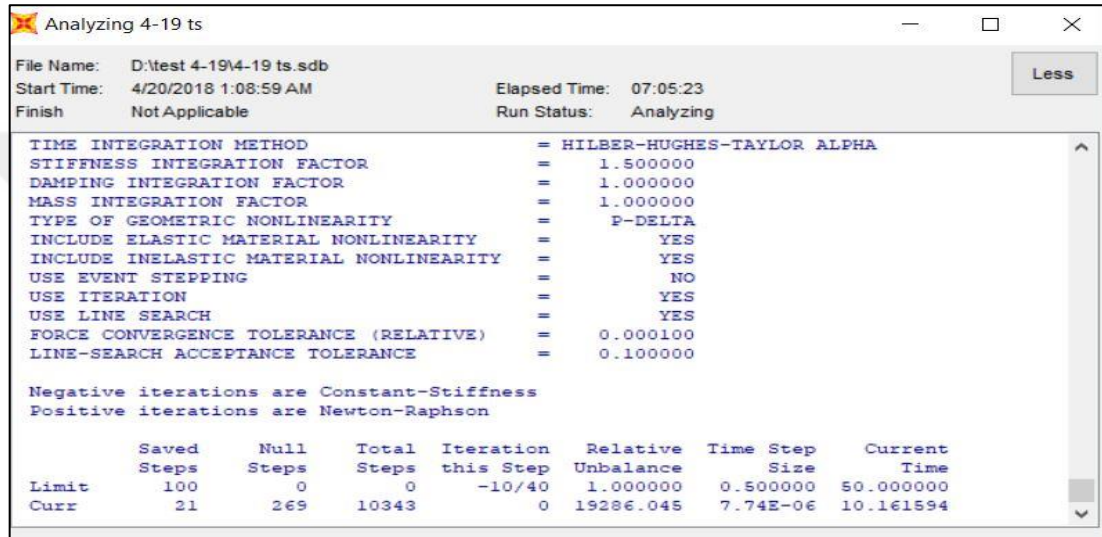 Analyzing 4-19 ts
File Name: D:\test 4-19\4-19 ts.sdb
Less
Start Time: 4/20/2018 1:08:59 AM Elapsed Time: 07:05:23
Finish Not Applicable Run Status: Analyzing
TIME INTEGRATION METHOD = HILBER-HUGHES-TAYLOR ALPHA
STIFFNESS INTEGRATION FACTOR = 1.500000
DAMPING INTEGRATION FACTOR = 1.000000
MASS INTEGRATION FACTOR = 1.000000
TYPE OF GEOMETRIC NONLINEARITY = P-DELTA
INCLUDE ELASTIC MATERIAL NONLINEARITY = YES
INCLUDE INELASTIC MATERIAL NONLINEARITY = YES
USE EVENT STEPPING = NO
USE ITERATION = YES
USE LINE SEARCH = YES
FORCE CONVERGENCE TOLERANCE (RELATIVE) = 0.000100
LINE-SEARCH ACCEPTANCE TOLERANCE = 0.100000
Negative iterations are Constant-Stiffness
Positive iterations are Newton-Raphson
Saved Null Total Iteration Relative Time Step Current
Steps Steps Steps this Step Unbalance Size Time
Limit 100 0 0 -10/40 1.000000 0.500000 50.000000
Curr 21 269 10343 0 19286.045 7.74E-06 10.161594